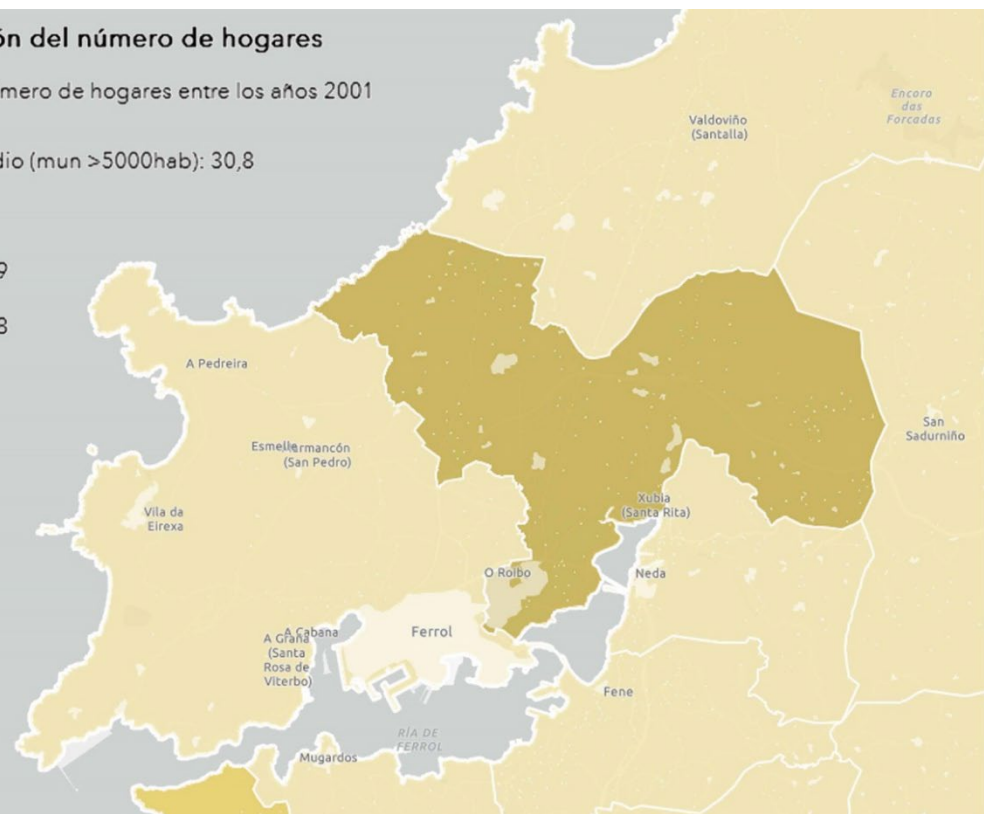 ón del número de hogares
mero de hogares entre los años 2001
dio (mun >5000hab): 30,8
9
8
Encoro
das
Forcadas
Valdoviño
(Santalla)
A Pedreira
San
Saduriño
Esmelle
Marmancón
(San Pedro)
Vila da
Eirexa
Xubia
(Santa Rita)
O Roibo
Neda
A Cabana
Ferrol
A Graña
(Santa
Rosa de
Viterbo)
Fene
RÍA DE
FERROL
Mugardos